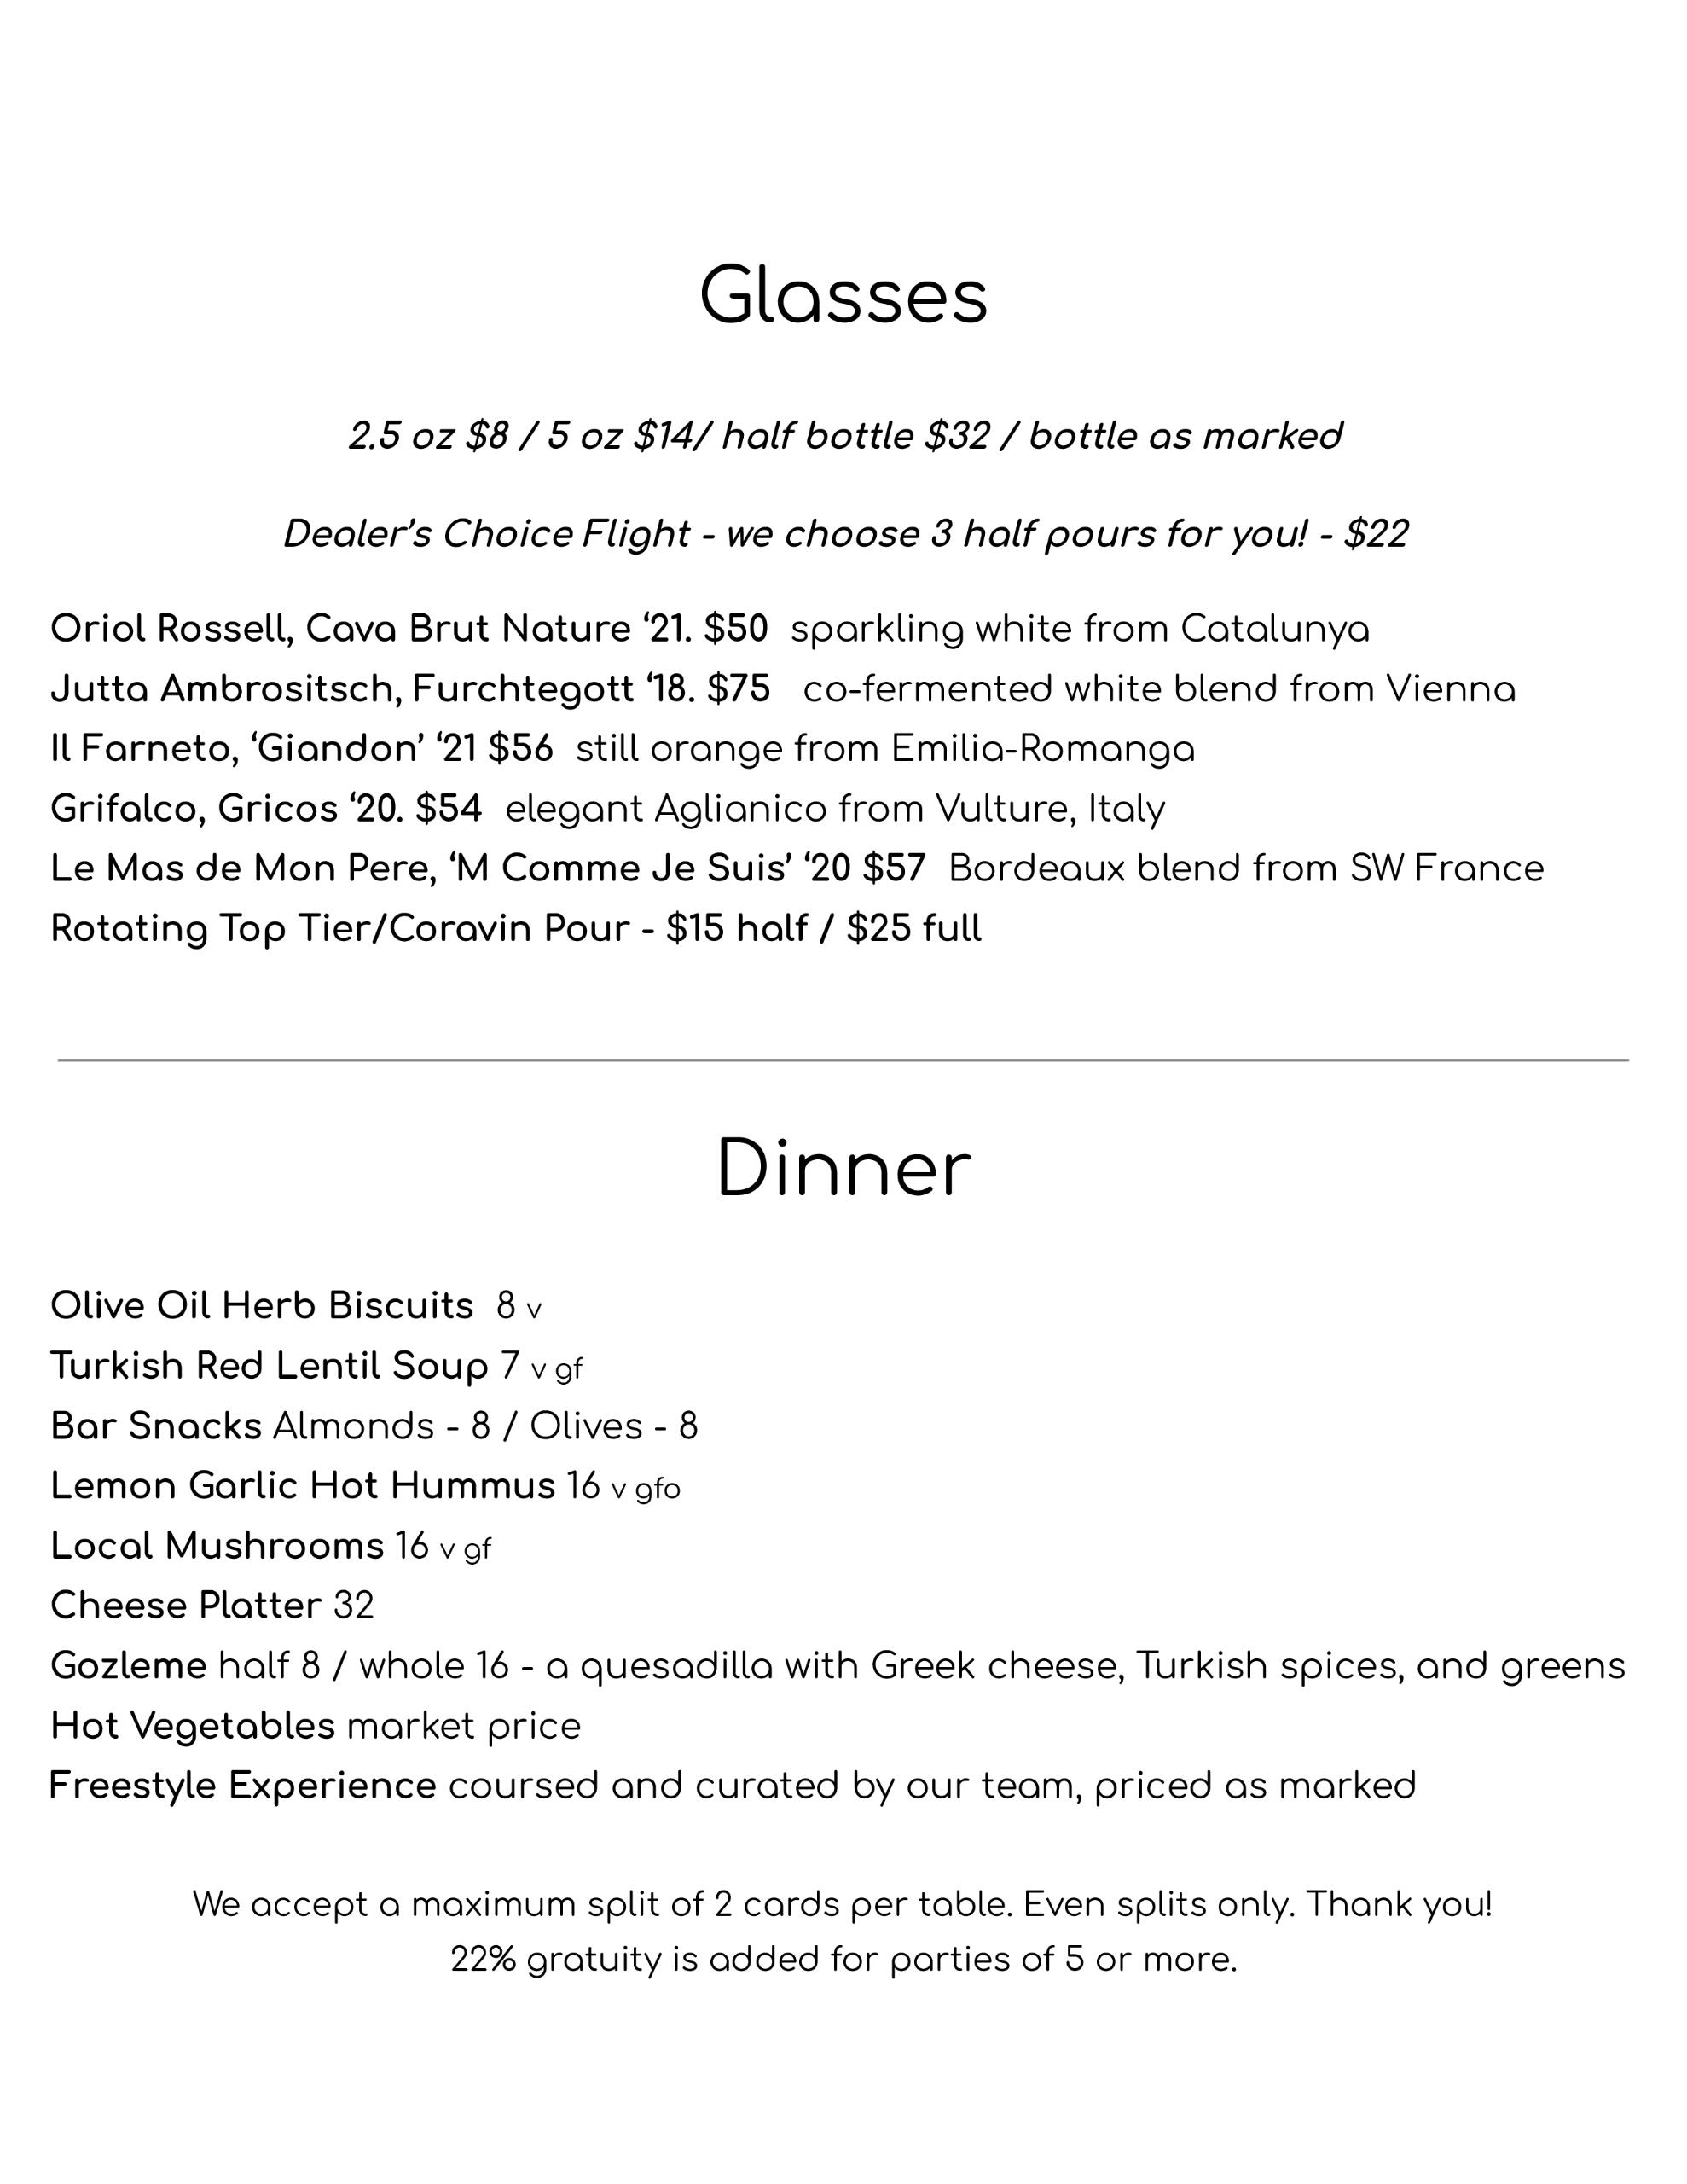 Glasses
2.5 oz $8 / 5 oz $14/ half bottle $32 / bottle as marked
Dealer’s Choice Flight - we choose 3 half pours for you! - $22
Oriol Rossell, Cava Brut Nature ‘21. $50 sparkling white from Catalunya
Jutta Ambrositsch, Furchtegott ‘18. $75 co-fermented white blend from Vienna
Il Farneto, ‘Giandon’ ‘21 $56 still orange from Emilia-Romanga
Grifalco, Gricos ‘20. $54 elegant Aglianico from Vulture, Italy
Le Mas de Mon Pere, ‘M Comme Je Suis’ ‘20 $57 Bordeaux blend from SW France
Rotating Top Tier/Coravin Pour - $15 half / $25 full
Dinner
Olive Oil Herb Biscuits 8 v
Turkish Red Lentil Soup 7 v gf
Bar Snacks Almonds - 8 / Olives - 8
Lemon Garlic Hot Hummus 16 v gfo
Local Mushrooms 16 v gf
Cheese Platter 32
Gozleme half 8 / whole 16 - a quesadilla with Greek cheese, Turkish spices, and greens
Hot Vegetables market price
Freestyle Experience coursed and curated by our team, priced as marked
We accept a maximum split of 2 cards per table. Even splits only. Thank you!
22% gratuity is added for parties of 5 or more.